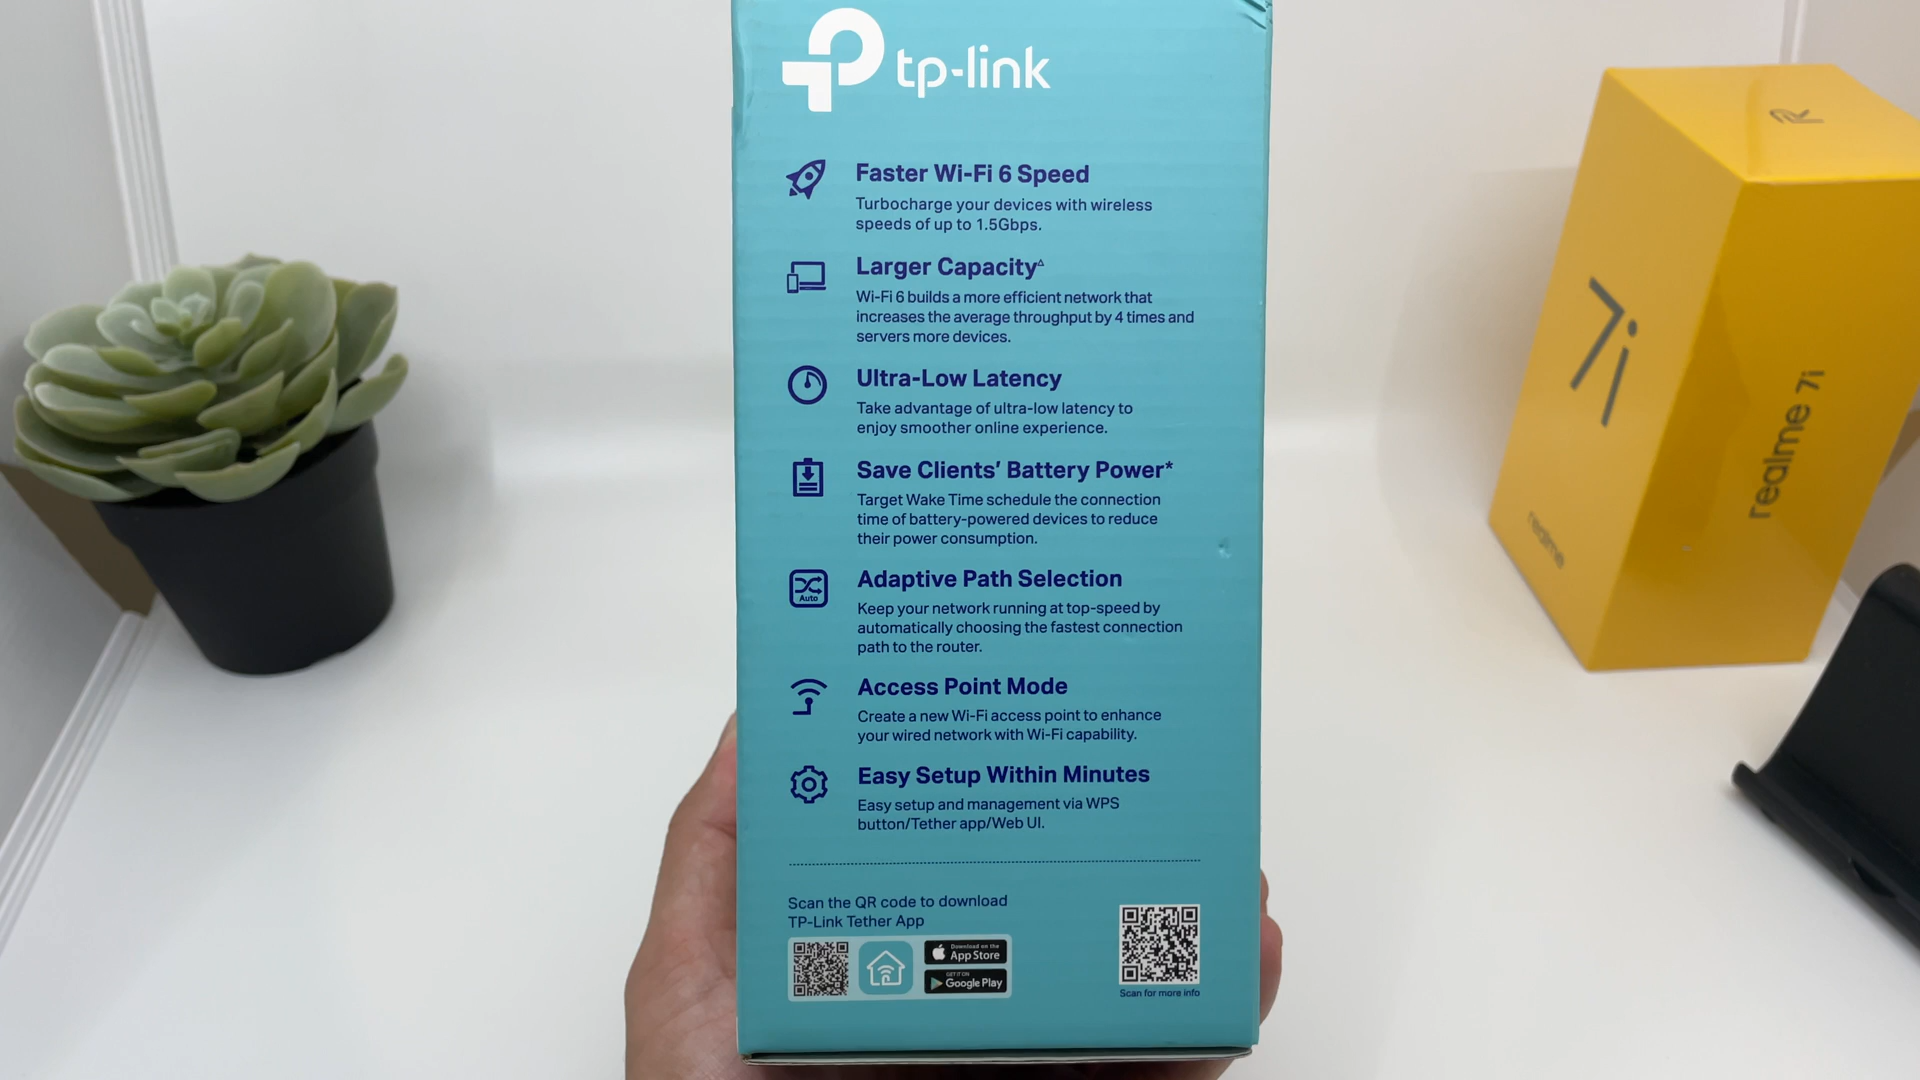 tp-link
Faster Wi-Fi 6 Speed
Turbocharge your devices with wireless
speeds of up to 1.5Gbps.
Larger Capacity△
Wi-Fi 6 builds a more efficient network that
increases the average throughput by 4 times and
servers more devices.
Ultra-Low Latency
Take advantage of ultra-low latency to
enjoy smoother online experience.
Save Clients’ Battery Power*
Target Wake Time schedule the connection
time of battery-powered devices to reduce
their power consumption.
Auto
Adaptive Path Selection
Keep your network running at top-speed by
automatically choosing the fastest connection
path to the router.
Access Point Mode
Create a new Wi-Fi access point to enhance
your wired network with Wi-Fi capability.
Easy Setup Within Minutes
Easy setup and management via WPS
button/Tether app/Web UI.
Scan the QR code to download
TP-Link Tether App
Download on the
App Store
GET IT ON
Google Play
Scan for more info
R
7i
realme
realme 7i